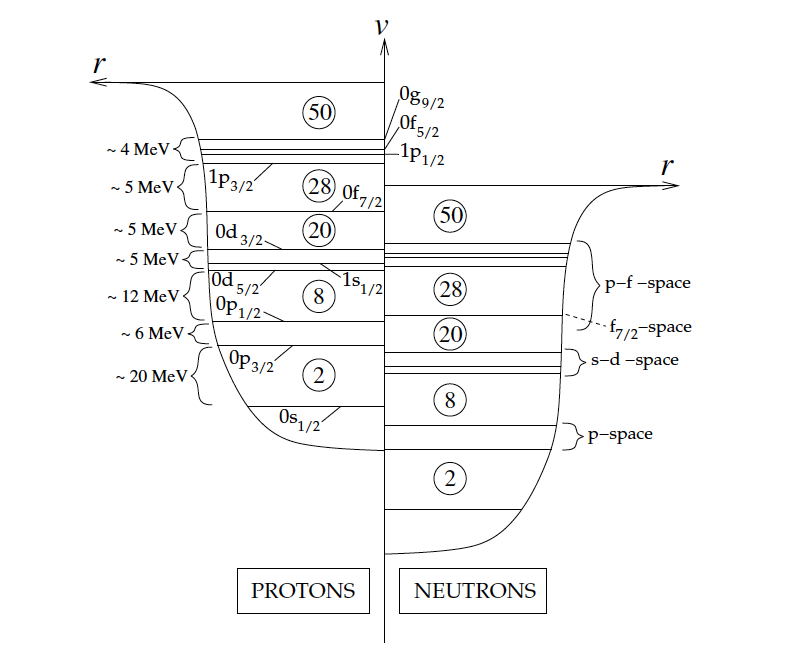 v
r
50
0g9/2
0f5/2
1p1/2
~ 4 MeV
r
1p3/2
28
0f7/2
~ 5 MeV
50
~ 5 MeV
0d3/2
20
~ 5 MeV
0d5/2
1s1/2
p-f -space
~ 12 MeV
8
28
0p1/2
f7/2-space
~ 6 MeV
20
s-d -space
0p3/2
~ 20 MeV
2
8
0s1/2
p-space
2
PROTONS
NEUTRONS